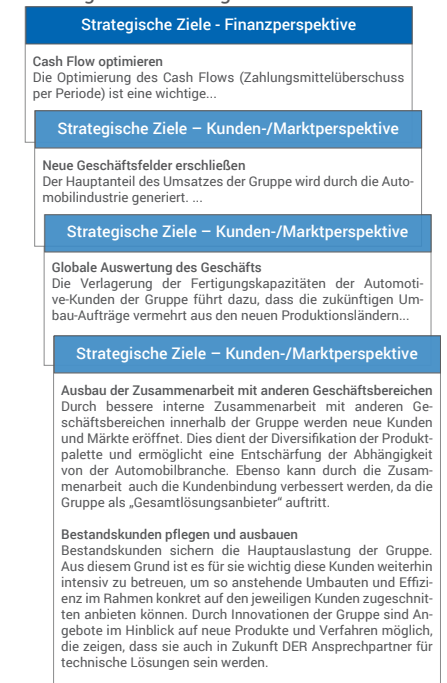 Strategische Ziele - Finanzperspektive
Cash Flow optimieren
Die Optimierung des Cash Flows (Zahlungsmittelüberschuss
per Periode) ist eine wichtige...
Strategische Ziele – Kunden-/Marktperspektive
Neue Geschäftsfelder erschließen
Der Hauptanteil des Umsatzes der Gruppe wird durch die Auto-
mobilindustrie generiert. ...
Strategische Ziele – Kunden-/Marktperspektive
Globale Auswertung des Geschäfts
Die Verlagerung der Fertigungskapazitäten der Automoti-
ve-Kunden der Gruppe führt dazu, dass die zukünftigen Um-
bau-Aufträge vermehrt aus den neuen Produktionsländern...
Strategische Ziele – Kunden-/Marktperspektive
Ausbau der Zusammenarbeit mit anderen Geschäftsbereichen
Durch bessere interne Zusammenarbeit mit anderen Ge-
schäftsbereichen innerhalb der Gruppe werden neue Kunden
und Märkte eröffnet. Dies dient der Diversifikation der Produkt-
palette und ermöglicht eine Entschärfung der Abhängigkeit
von der Automobilbranche. Ebenso kann durch die Zusam-
menarbeit auch die Kundenbindung verbessert werden, da die
Gruppe als „Gesamtlösungsanbieter“ auftritt.
Bestandskunden pflegen und ausbauen
Bestandskunden sichern die Hauptauslastung der Gruppe.
Aus diesem Grund ist es für sie wichtig diese Kunden weiterhin
intensiv zu betreuen, um so anstehende Umbauten und Effizi-
enz im Rahmen konkret auf den jeweiligen Kunden zugeschnit-
ten anbieten können. Durch Innovationen der Gruppe sind An-
gebote im Hinblick auf neue Produkte und Verfahren möglich,
die zeigen, dass sie auch in Zukunft DER Ansprechpartner für
technische Lösungen sein werden.